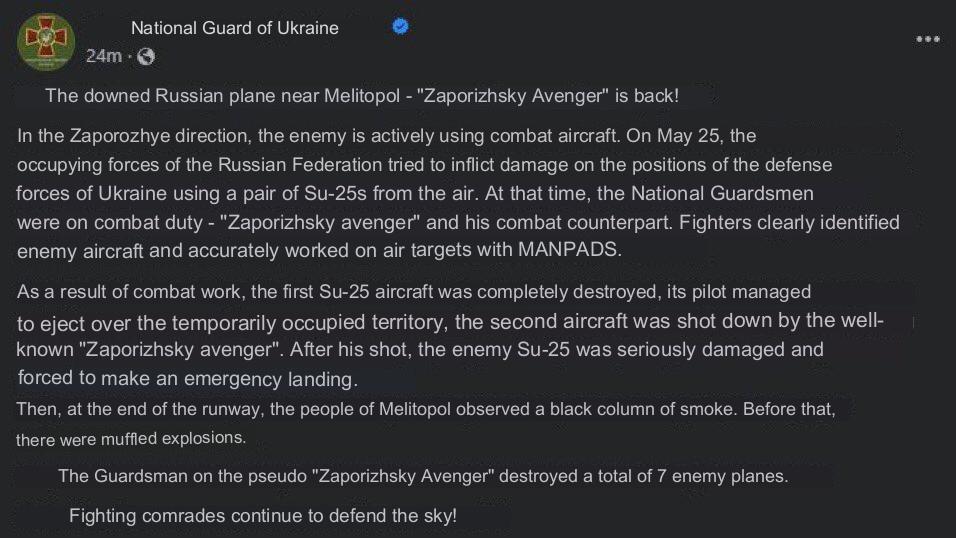 National Guard of Ukraine
24m ·
The downed Russian plane near Melitopol - "Zaporizhsky Avenger" is back!
In the Zaporozhye direction, the enemy is actively using combat aircraft. On May 25, the
occupying forces of the Russian Federation tried to inflict damage on the positions of the defense
forces of Ukraine using a pair of Su-25s from the air. At that time, the National Guardsmen
were on combat duty - "Zaporizhsky avenger" and his combat counterpart. Fighters clearly identified
enemy aircraft and accurately worked on air targets with MANPADS.
As a result of combat work, the first Su-25 aircraft was completely destroyed, its pilot managed
to eject over the temporarily occupied territory, the second aircraft was shot down by the well-
known "Zaporizhsky avenger". After his shot, the enemy Su-25 was seriously damaged and
forced to make an emergency landing.
Then, at the end of the runway, the people of Melitopol observed a black column of smoke. Before that,
there were muffled explosions.
The Guardsman on the pseudo "Zaporizhsky Avenger" destroyed a total of 7 enemy planes.
Fighting comrades continue to defend the sky!